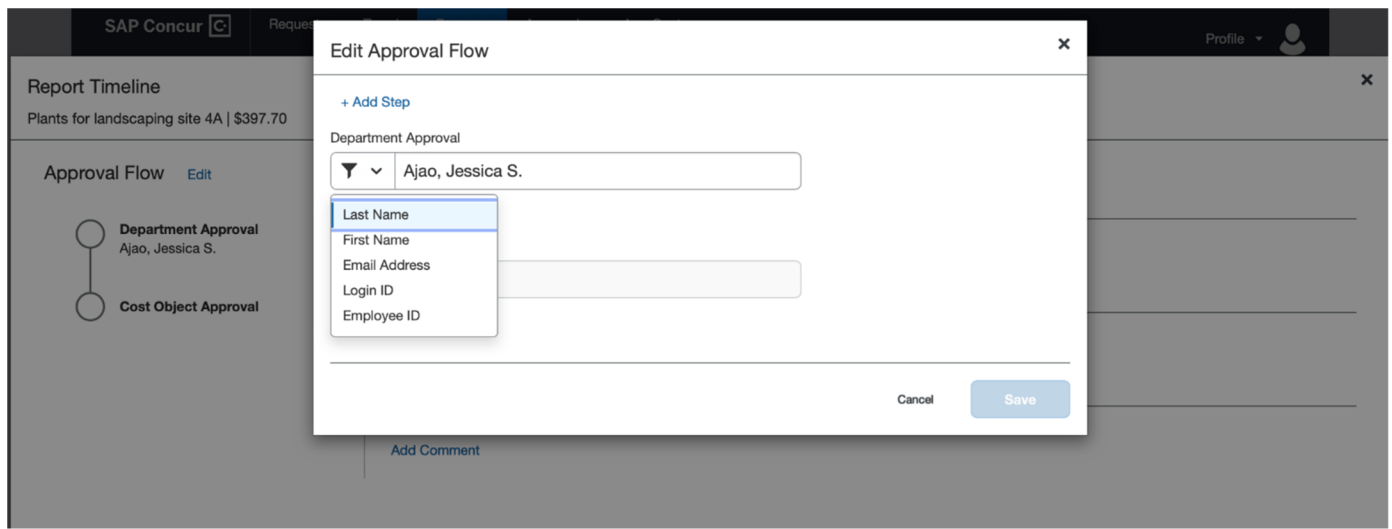 SAP Concur
Profile
Edit Approval Flow
Report Timeline
Plants for landscaping site 4A | $397.70
+ Add Step
Department Approval
Ajao, Jessica S.
Approval Flow Edit
Last Name
First Name
Email Address
Login ID
Employee ID
Department Approval
Ajao, Jessica S.
Cost Object Approval
Cancel
Save
Add Comment